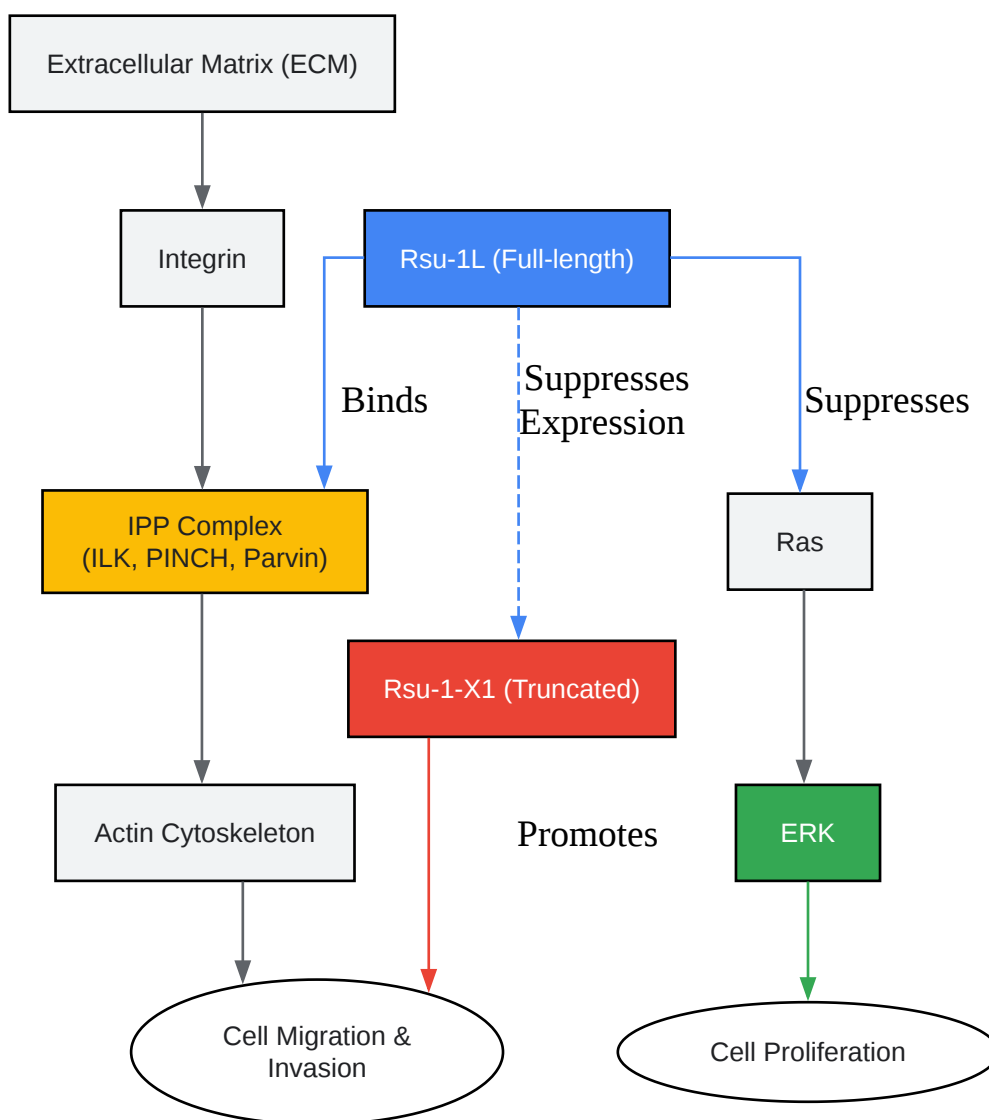 Extracellular Matrix (ECM)
Integrin
Rsu-1L (Full-length)
Binds
Suppresses
Expression
Suppresses
IPP Complex
(ILK, PINCH, Parvin)
Ras
Rsu-1-X1 (Truncated)
Actin Cytoskeleton
Promotes
ERK
Cell Migration &
Invasion
Cell Proliferation